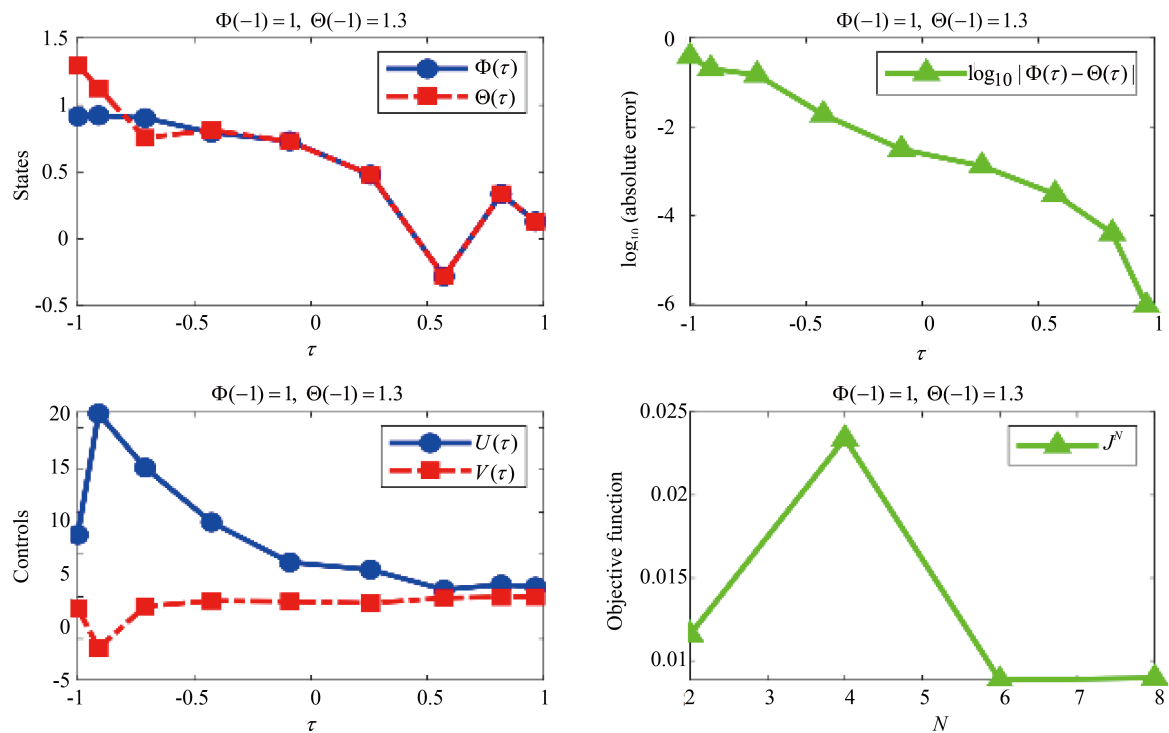 Φ(−1) = 1, Θ(−1) = 1.3
1.5
1
0.5
0
-0.5
-1
-0.5
0
0.5
1
States
τ
Φ(τ)
Θ(τ)
Φ(−1) = 1, Θ(−1) = 1.3
0
-2
-4
-6
-1
-0.5
0
0.5
1
log₁₀ (absolute error)
τ
log₁₀ | Φ(τ) − Θ(τ) |
Φ(−1) = 1, Θ(−1) = 1.3
20
15
10
5
0
-5
-1
-0.5
0
0.5
1
Controls
τ
U(τ)
V(τ)
Φ(−1) = 1, Θ(−1) = 1.3
0.025
0.02
0.015
0.01
2
3
4
5
6
7
8
Objective function
N
Jᴺ